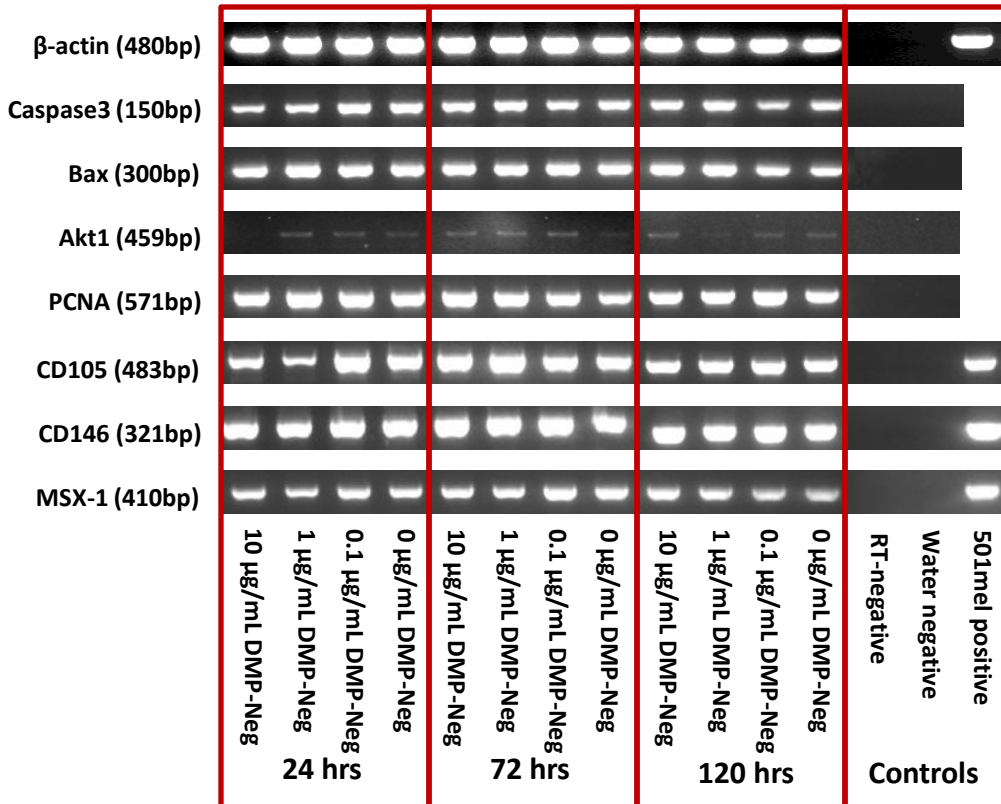 β-actin (480bp)
Caspase3 (150bp)
Bax (300bp)
Akt1 (459bp)
PCNA (571bp)
CD105 (483bp)
CD146 (321bp)
MSX-1 (410bp)
10 µg/mL DMP-Neg
1 µg/mL DMP-Neg
0.1 µg/mL DMP-Neg
0 µg/mL DMP-Neg
10 µg/mL DMP-Neg
1 µg/mL DMP-Neg
0.1 µg/mL DMP-Neg
0 µg/mL DMP-Neg
10 µg/mL DMP-Neg
1 µg/mL DMP-Neg
0.1 µg/mL DMP-Neg
0 µg/mL DMP-Neg
RT-negative
Water negative
501mel positive
24 hrs
72 hrs
120 hrs
Controls